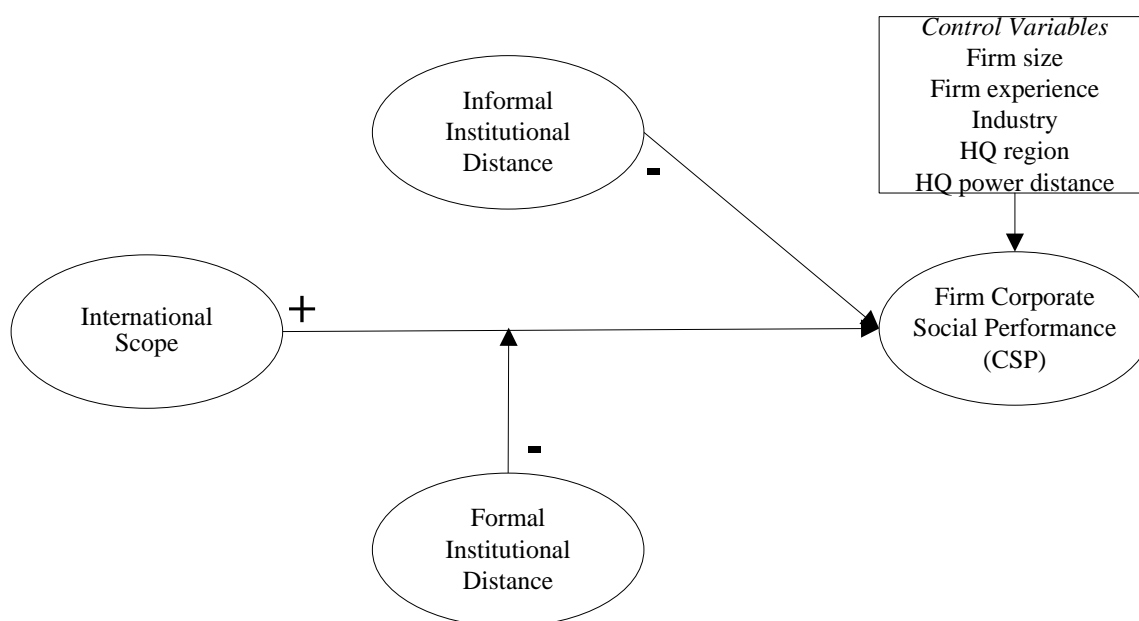 Control Variables
Firm size
Firm experience
Industry
HQ region
HQ power distance
Informal
Institutional
Distance
-
International
Scope
+
Firm Corporate
Social Performance
(CSP)
-
Formal
Institutional
Distance